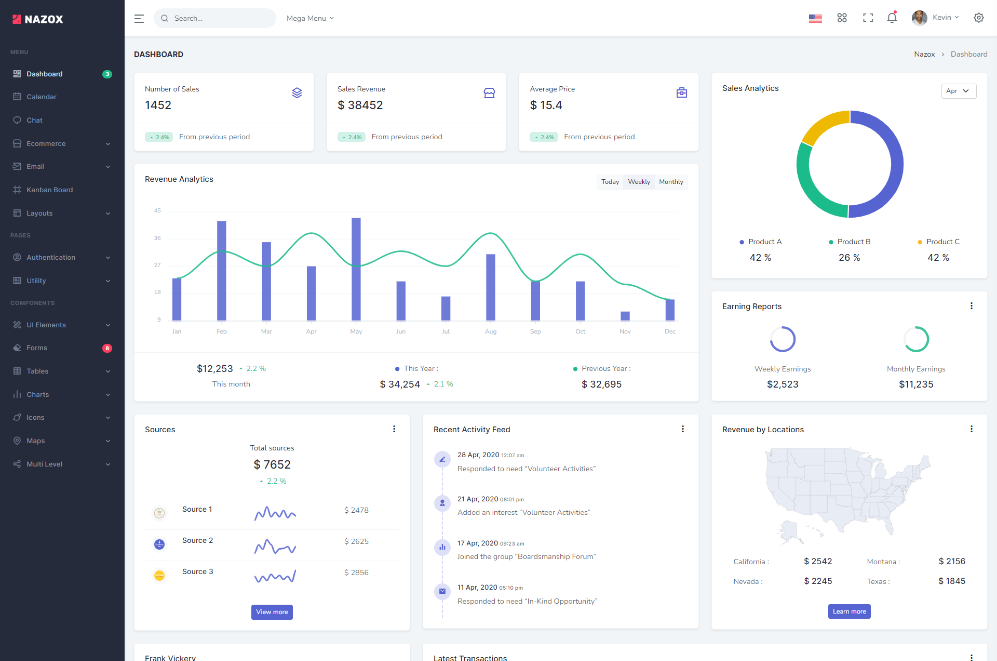 NAZOX
Search...
Mega Menu
Kevin
MENU
Dashboard 3
Calendar
Chat
Ecommerce
Email
Kanban Board
Layouts
PAGES
Authentication
Utility
COMPONENTS
UI Elements
Forms 8
Tables
Charts
Icons
Maps
Multi Level
DASHBOARD
Nazox > Dashboard
Number of Sales
1452
2.4% From previous period
Sales Revenue
$ 38452
2.4% From previous period
Average Price
$ 15.4
2.4% From previous period
Sales Analytics
Apr
Product A Product B Product C
42 % 26 % 42 %
Revenue Analytics
Today Weekly Monthly
45
36
27
18
9
Jan Feb Mar Apr May Jun Jul Aug Sep Oct Nov Dec
$12,253 2.2 %
This month
This Year :
$ 34,254 2.1 %
Previous Year :
$ 32,695
Earning Reports
Weekly Earnings
$2,523
Monthly Earnings
$11,235
Sources
Total sources
$ 7652
2.2 %
Source 1 $ 2478
Source 2 $ 2625
Source 3 $ 2856
View more
Recent Activity Feed
28 Apr, 2020 12:07 am
Responded to need “Volunteer Activities”
21 Apr, 2020 08:01 pm
Added an interest “Volunteer Activities”
17 Apr, 2020 09:23 am
Joined the group “Boardsmanship Forum”
11 Apr, 2020 05:10 pm
Responded to need “In-Kind Opportunity”
Revenue by Locations
California : $ 2542 Montana : $ 2156
Nevada : $ 2245 Texas : $ 1845
Learn more
Frank Vickery
Latest Transactions